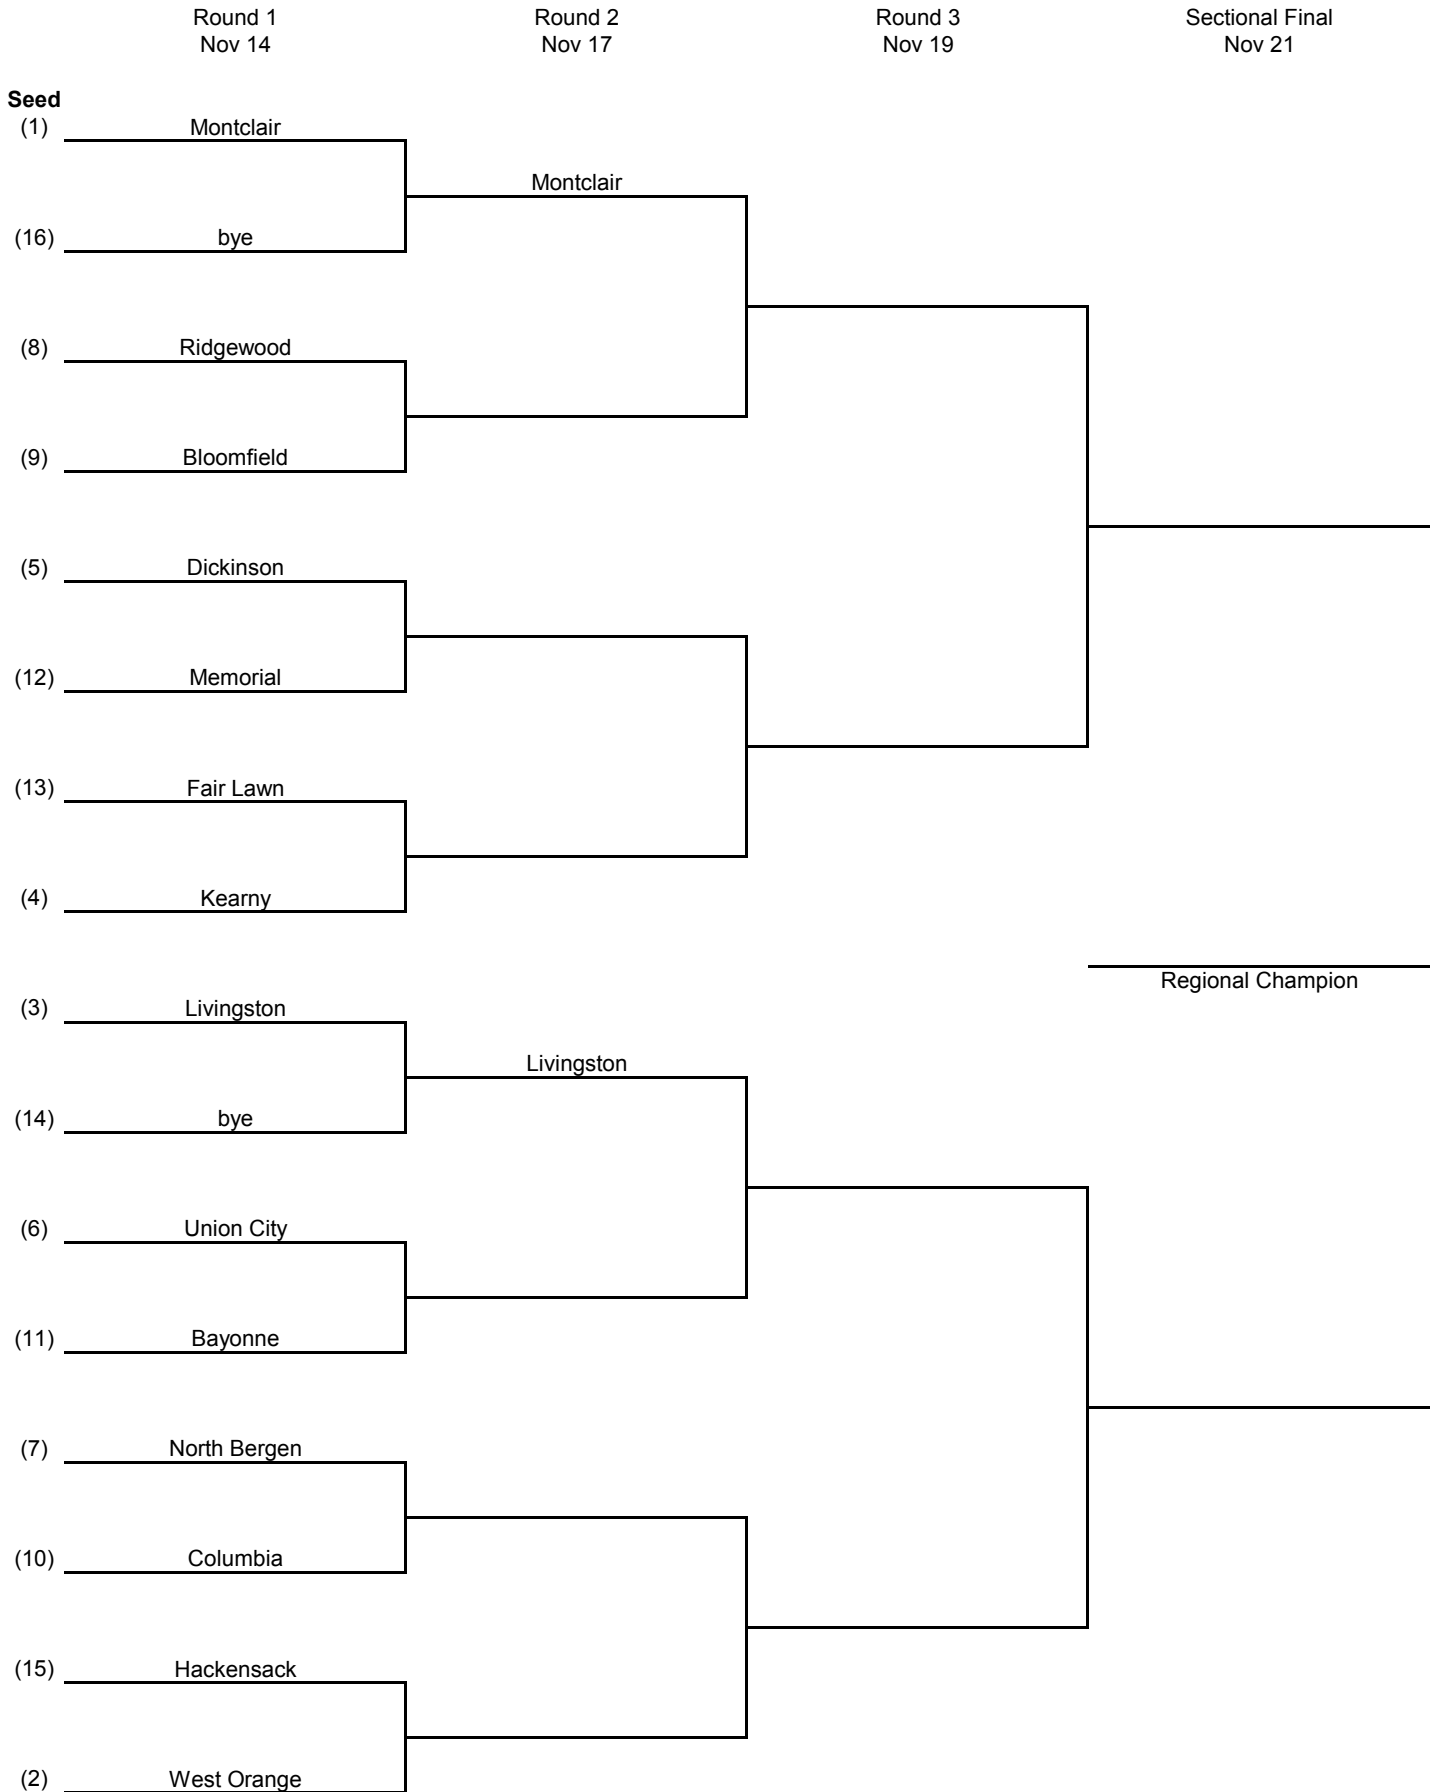 Round 1 Round 2 Round 3 Sectional Final
Nov 14 Nov 17 Nov 19 Nov 21
Seed
(1) Montclair
Montclair
(16) bye
(8) Ridgewood
(9) Bloomfield
(5) Dickinson
(12) Memorial
(13) Fair Lawn
(4) Kearny
Regional Champion
(3) Livingston
Livingston
(14) bye
(6) Union City
(11) Bayonne
(7) North Bergen
(10) Columbia
(15) Hackensack
(2) West Orange